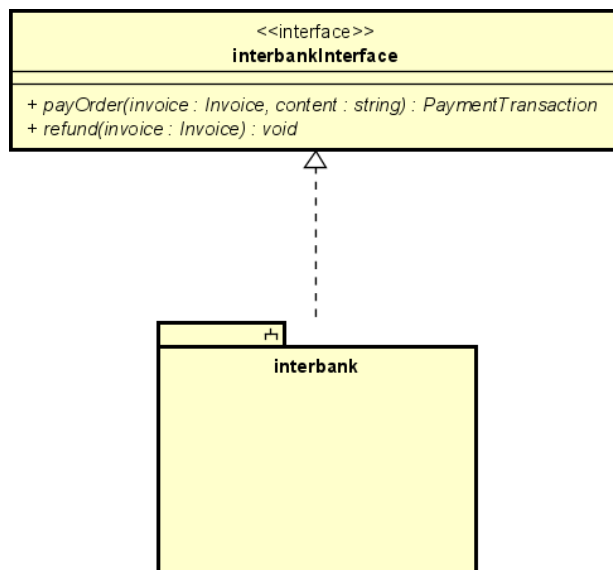 <<interface>>
interbankInterface
+ payOrder(invoice : Invoice, content : string) : PaymentTransaction
+ refund(invoice : Invoice) : void
interbank